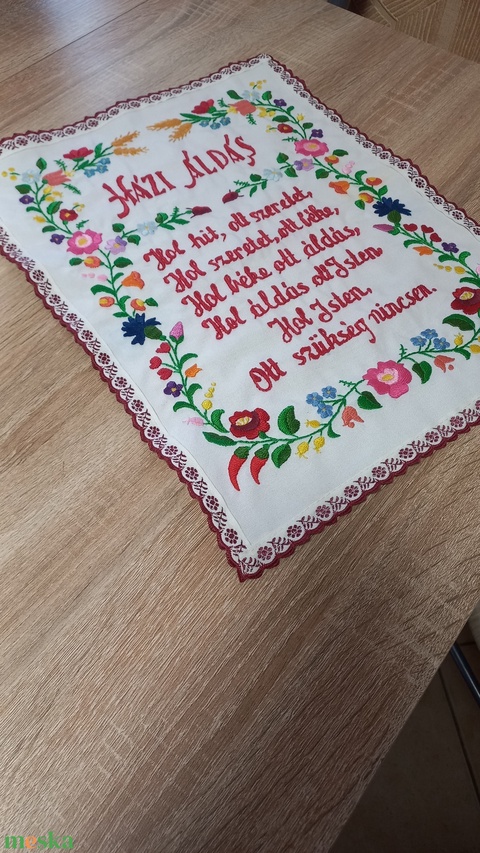 HÁZI ÁLDÁS
Hol hit, ott szeretet,
Hol szeretet, ott béke,
Hol béke, ott áldás,
Hol áldás, ott Isten
Hol Isten,
Ott szükség nincsen.
meska